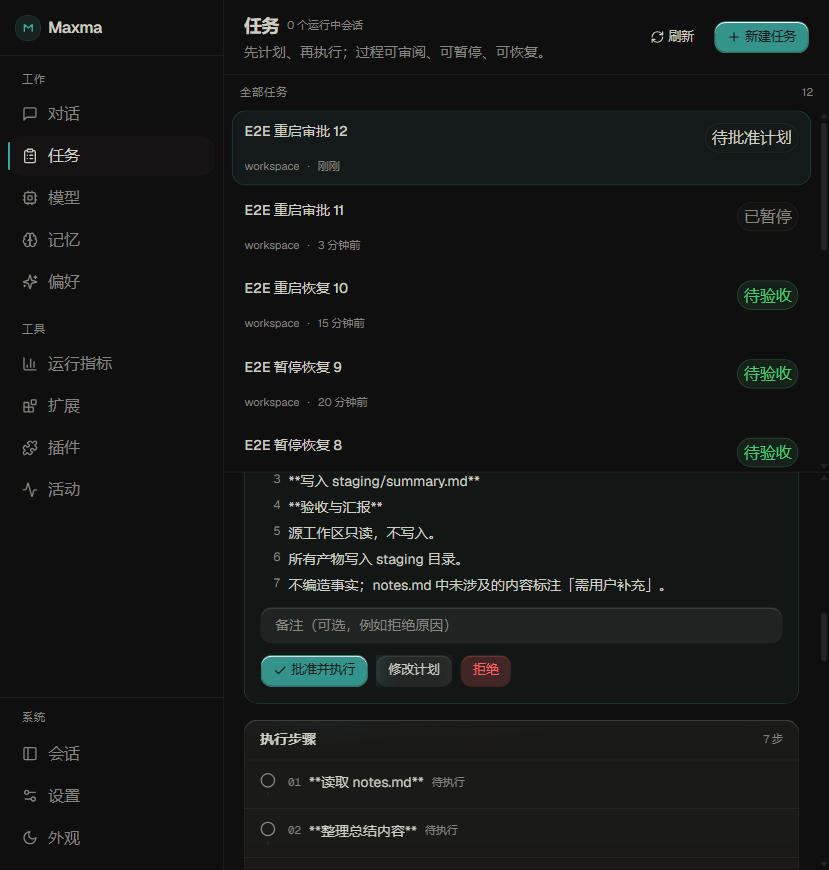 M Maxma
工作
对话
任务
模型
记忆
偏好
工具
运行指标
扩展
插件
活动
系统
会话
设置
外观
任务 0 个运行中会话
先计划、再执行；过程可审阅、可暂停、可恢复。
刷新
+ 新建任务
全部任务 12
E2E 重启审批 12
待批准计划
workspace · 刚刚
E2E 重启审批 11
已暂停
workspace · 3 分钟前
E2E 重启恢复 10
待验收
workspace · 15 分钟前
E2E 暂停恢复 9
待验收
workspace · 20 分钟前
E2E 暂停恢复 8
待验收
3 **写入 staging/summary.md**
4 **验收与汇报**
5 源工作区只读，不写入。
6 所有产物写入 staging 目录。
7 不编造事实；notes.md 中未涉及的内容标注「需用户补充」。
备注（可选，例如拒绝原因）
✓ 批准并执行
修改计划
拒绝
执行步骤 7 步
01 **读取 notes.md** 待执行
02 **整理总结内容** 待执行